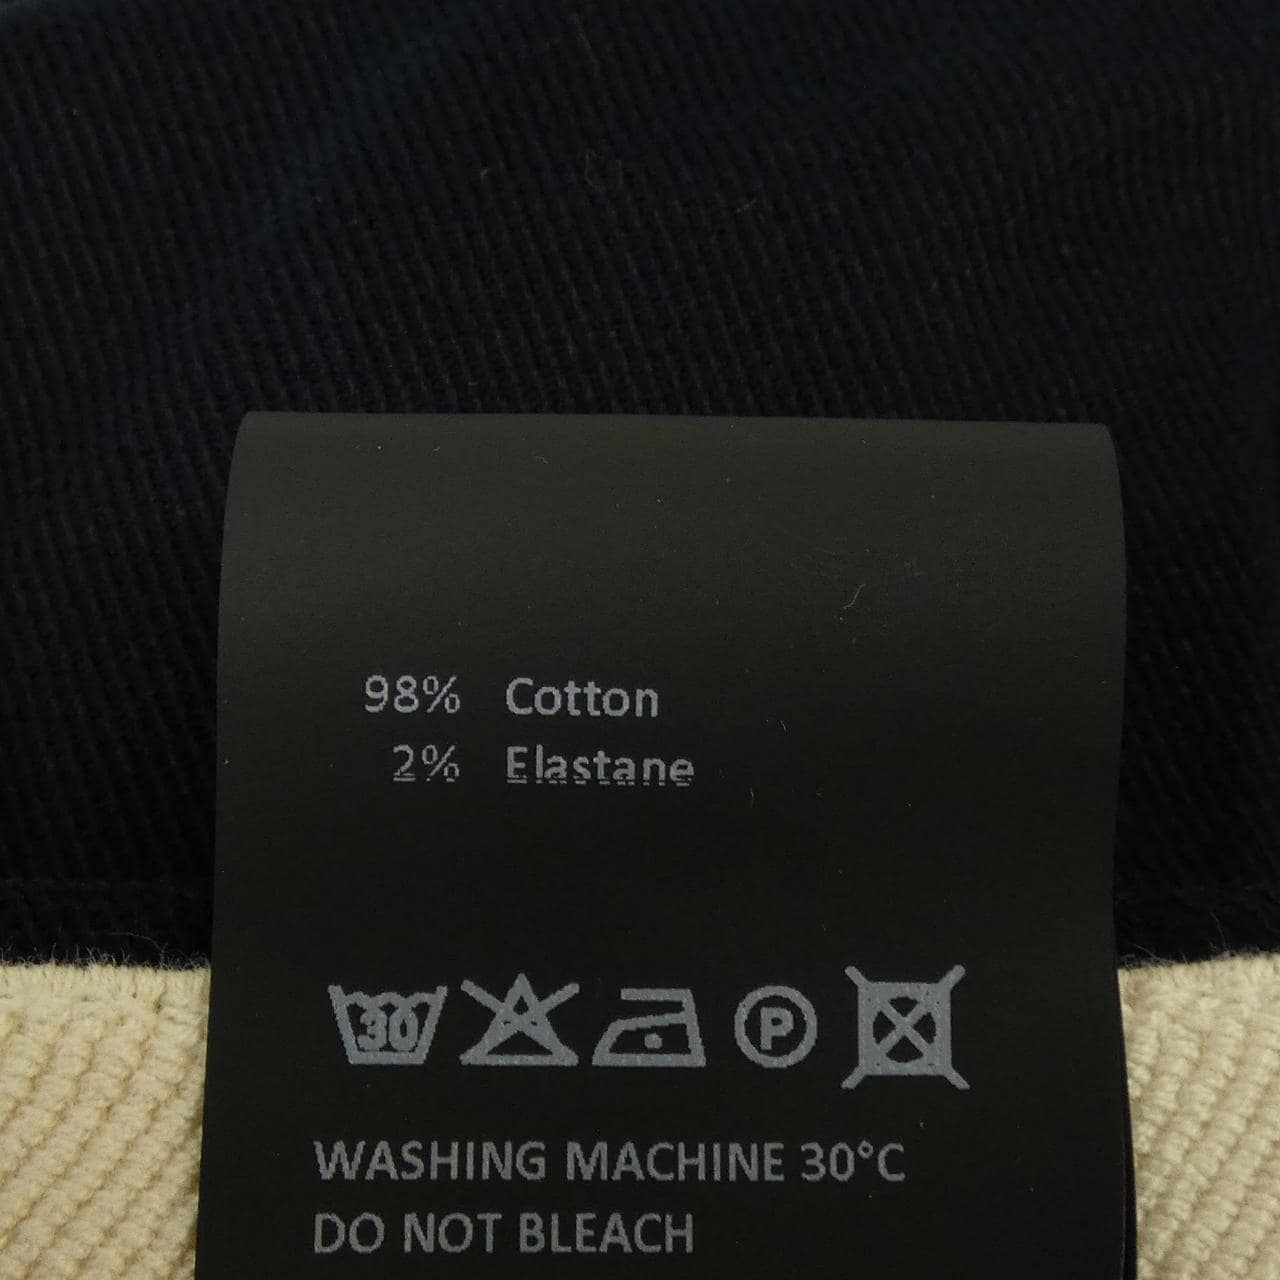 98% Cotton
2% Elastane
30 P
WASHING MACHINE 30°C
DO NOT BLEACH